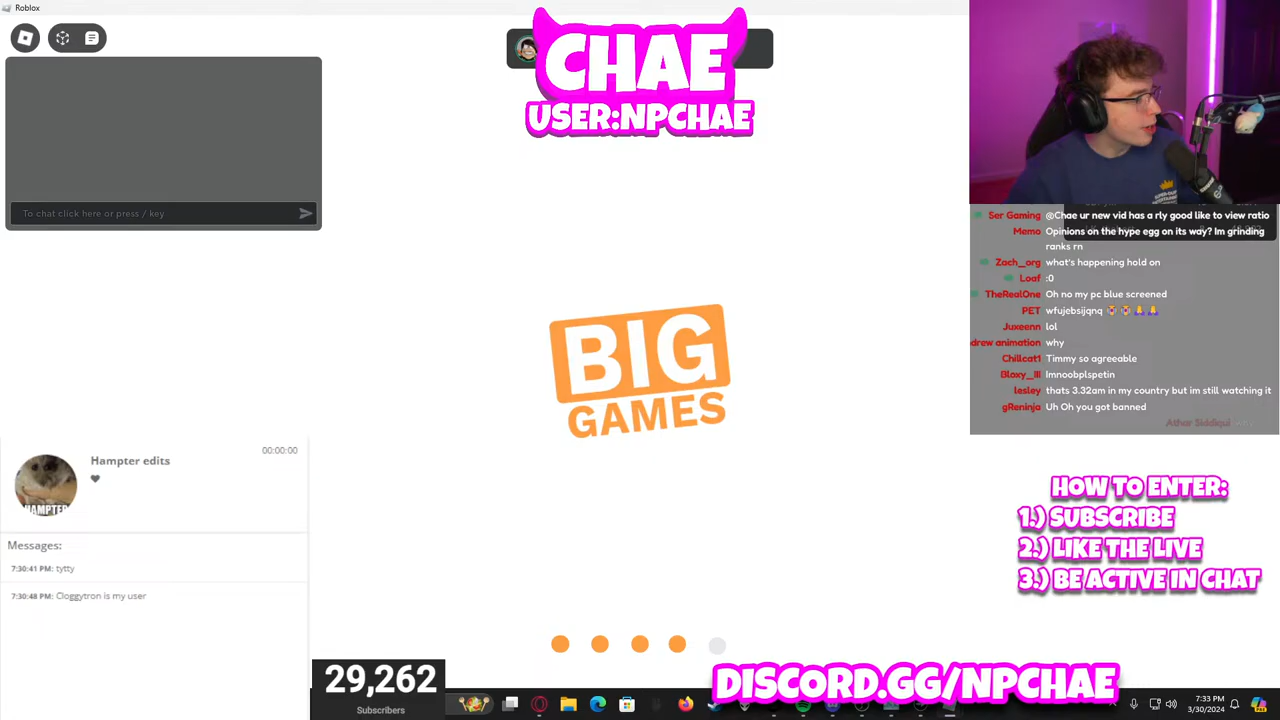 Roblox
CHAE
USER:NPCHAE
To chat click here or press / key
Ser Gaming @Chae ur new vid has a rly good like to view ratio
Memo Opinions on the hype egg on its way? Im grinding
ranks rn
Zach_org what's happening hold on
Loaf :0
TheRealOne Oh no my pc blue screened
PET wfujebsijqnq
Juxeenn lol
drew animation why
Chillcat1 Timmy so agreeable
Bloxy_III Imnoobplspetin
lesley thats 3.32am in my country but im still watching it
gReninja Uh Oh you got banned
Athar Siddiqui
BIG
GAMES
Hampter edits
00:00:00
HAMPTER
Messages:
7:30:41 PM: tytty
7:30:48 PM: Cloggytron is my user
HOW TO ENTER:
1.) SUBSCRIBE
2.) LIKE THE LIVE
3.) BE ACTIVE IN CHAT
29,262
Subscribers
DISCORD.GG/NPCHAE
7:33 PM
3/30/2024